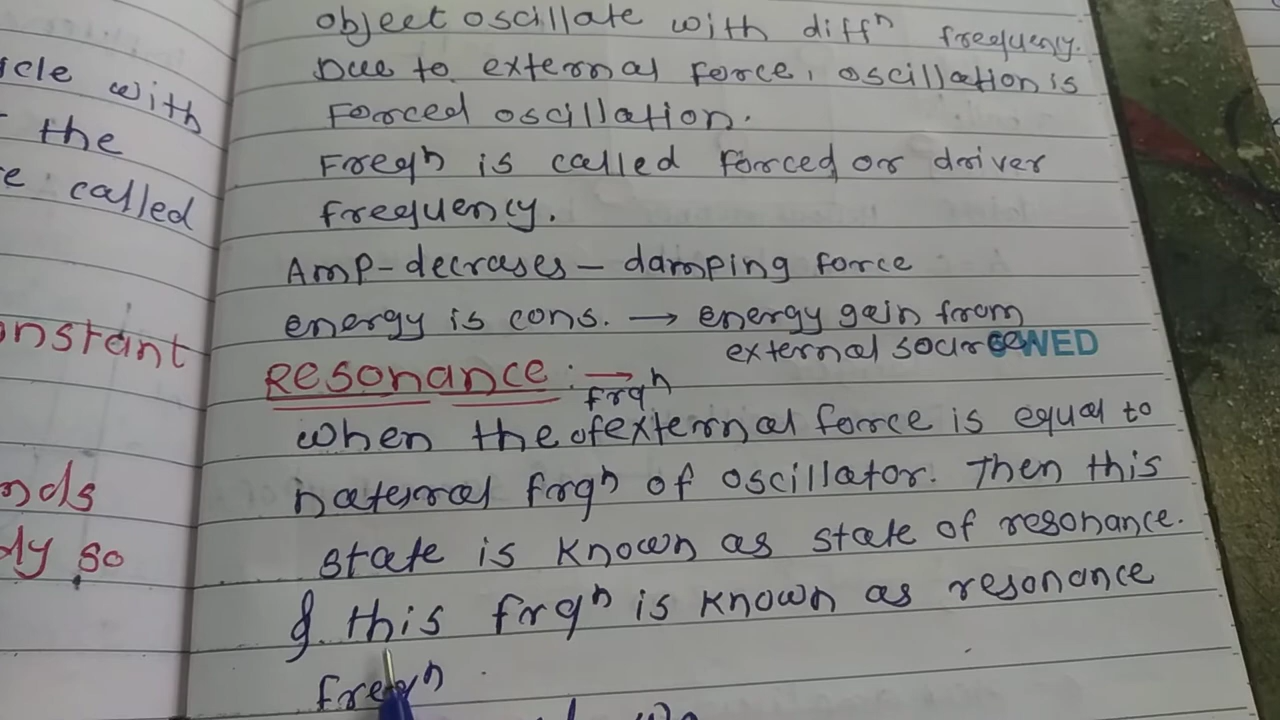 object oscillate with diffⁿ frequency.
Due to external force, oscillation is
Forced oscillation.
Freqⁿ is called forced or driver
frequency.
Amp-decrases - damping force
energy is cons. → energy gain from
external source
Resonance : →
frqⁿ
when the of external force is equal to
nateural frqⁿ of oscillator. Then this
state is known as state of resonance.
& this frqⁿ is known as resonance
freqⁿ
icle with
the
e called
onstant
nds
dy so